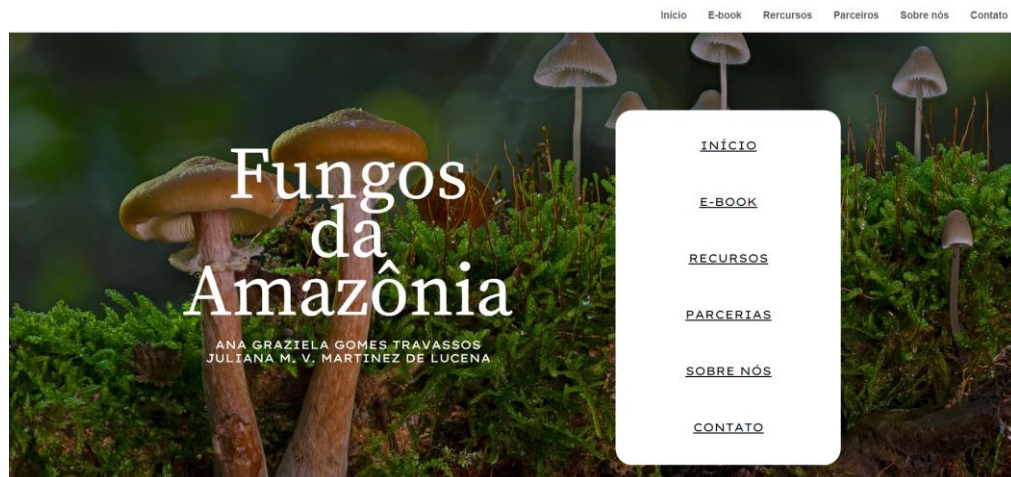 Início E-book Rercursos Parceiros Sobre nós Contato
Fungos
da
Amazônia
ANA GRAZIELA GOMES TRAVASSOS
JULIANA M. V. MARTINEZ DE LUCENA
INÍCIO
E-BOOK
RECURSOS
PARCERIAS
SOBRE NÓS
CONTATO